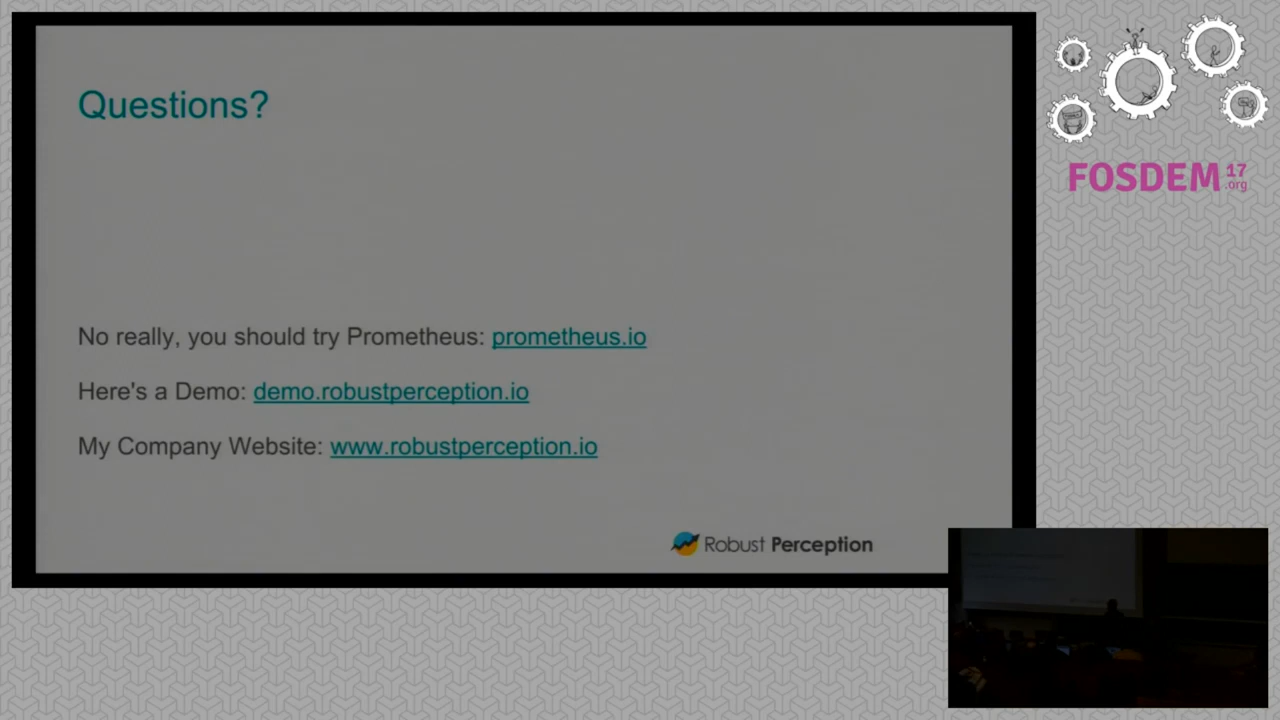 Questions?
No really, you should try Prometheus: prometheus.io
Here's a Demo: demo.robustperception.io
My Company Website: www.robustperception.io
Robust Perception
FOSDEM 17
.org